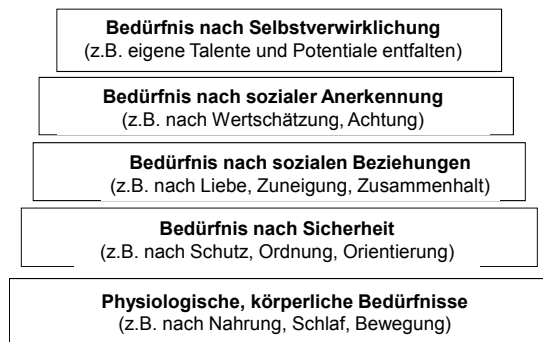 Bedürfnis nach Selbstverwirklichung
(z.B. eigene Talente und Potentiale entfalten)
Bedürfnis nach sozialer Anerkennung
(z.B. nach Wertschätzung, Achtung)
Bedürfnis nach sozialen Beziehungen
(z.B. nach Liebe, Zuneigung, Zusammenhalt)
Bedürfnis nach Sicherheit
(z.B. nach Schutz, Ordnung, Orientierung)
Physiologische, körperliche Bedürfnisse
(z.B. nach Nahrung, Schlaf, Bewegung)